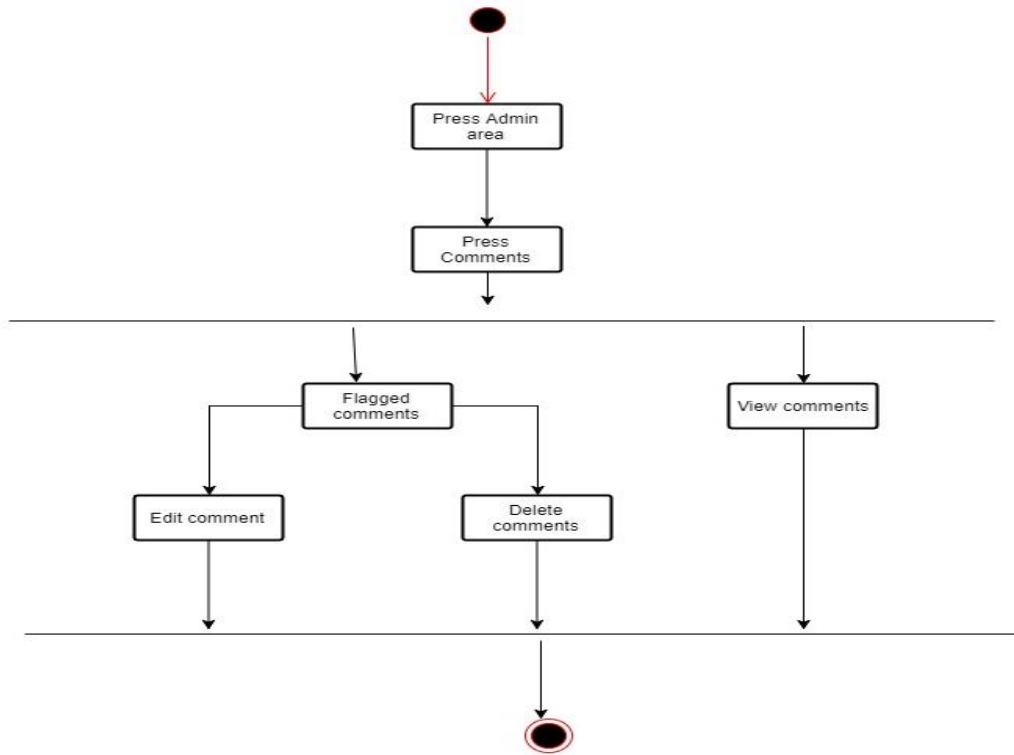 Press Admin
area
Press
Comments
Flagged
comments
View comments
Edit comment
Delete
comments